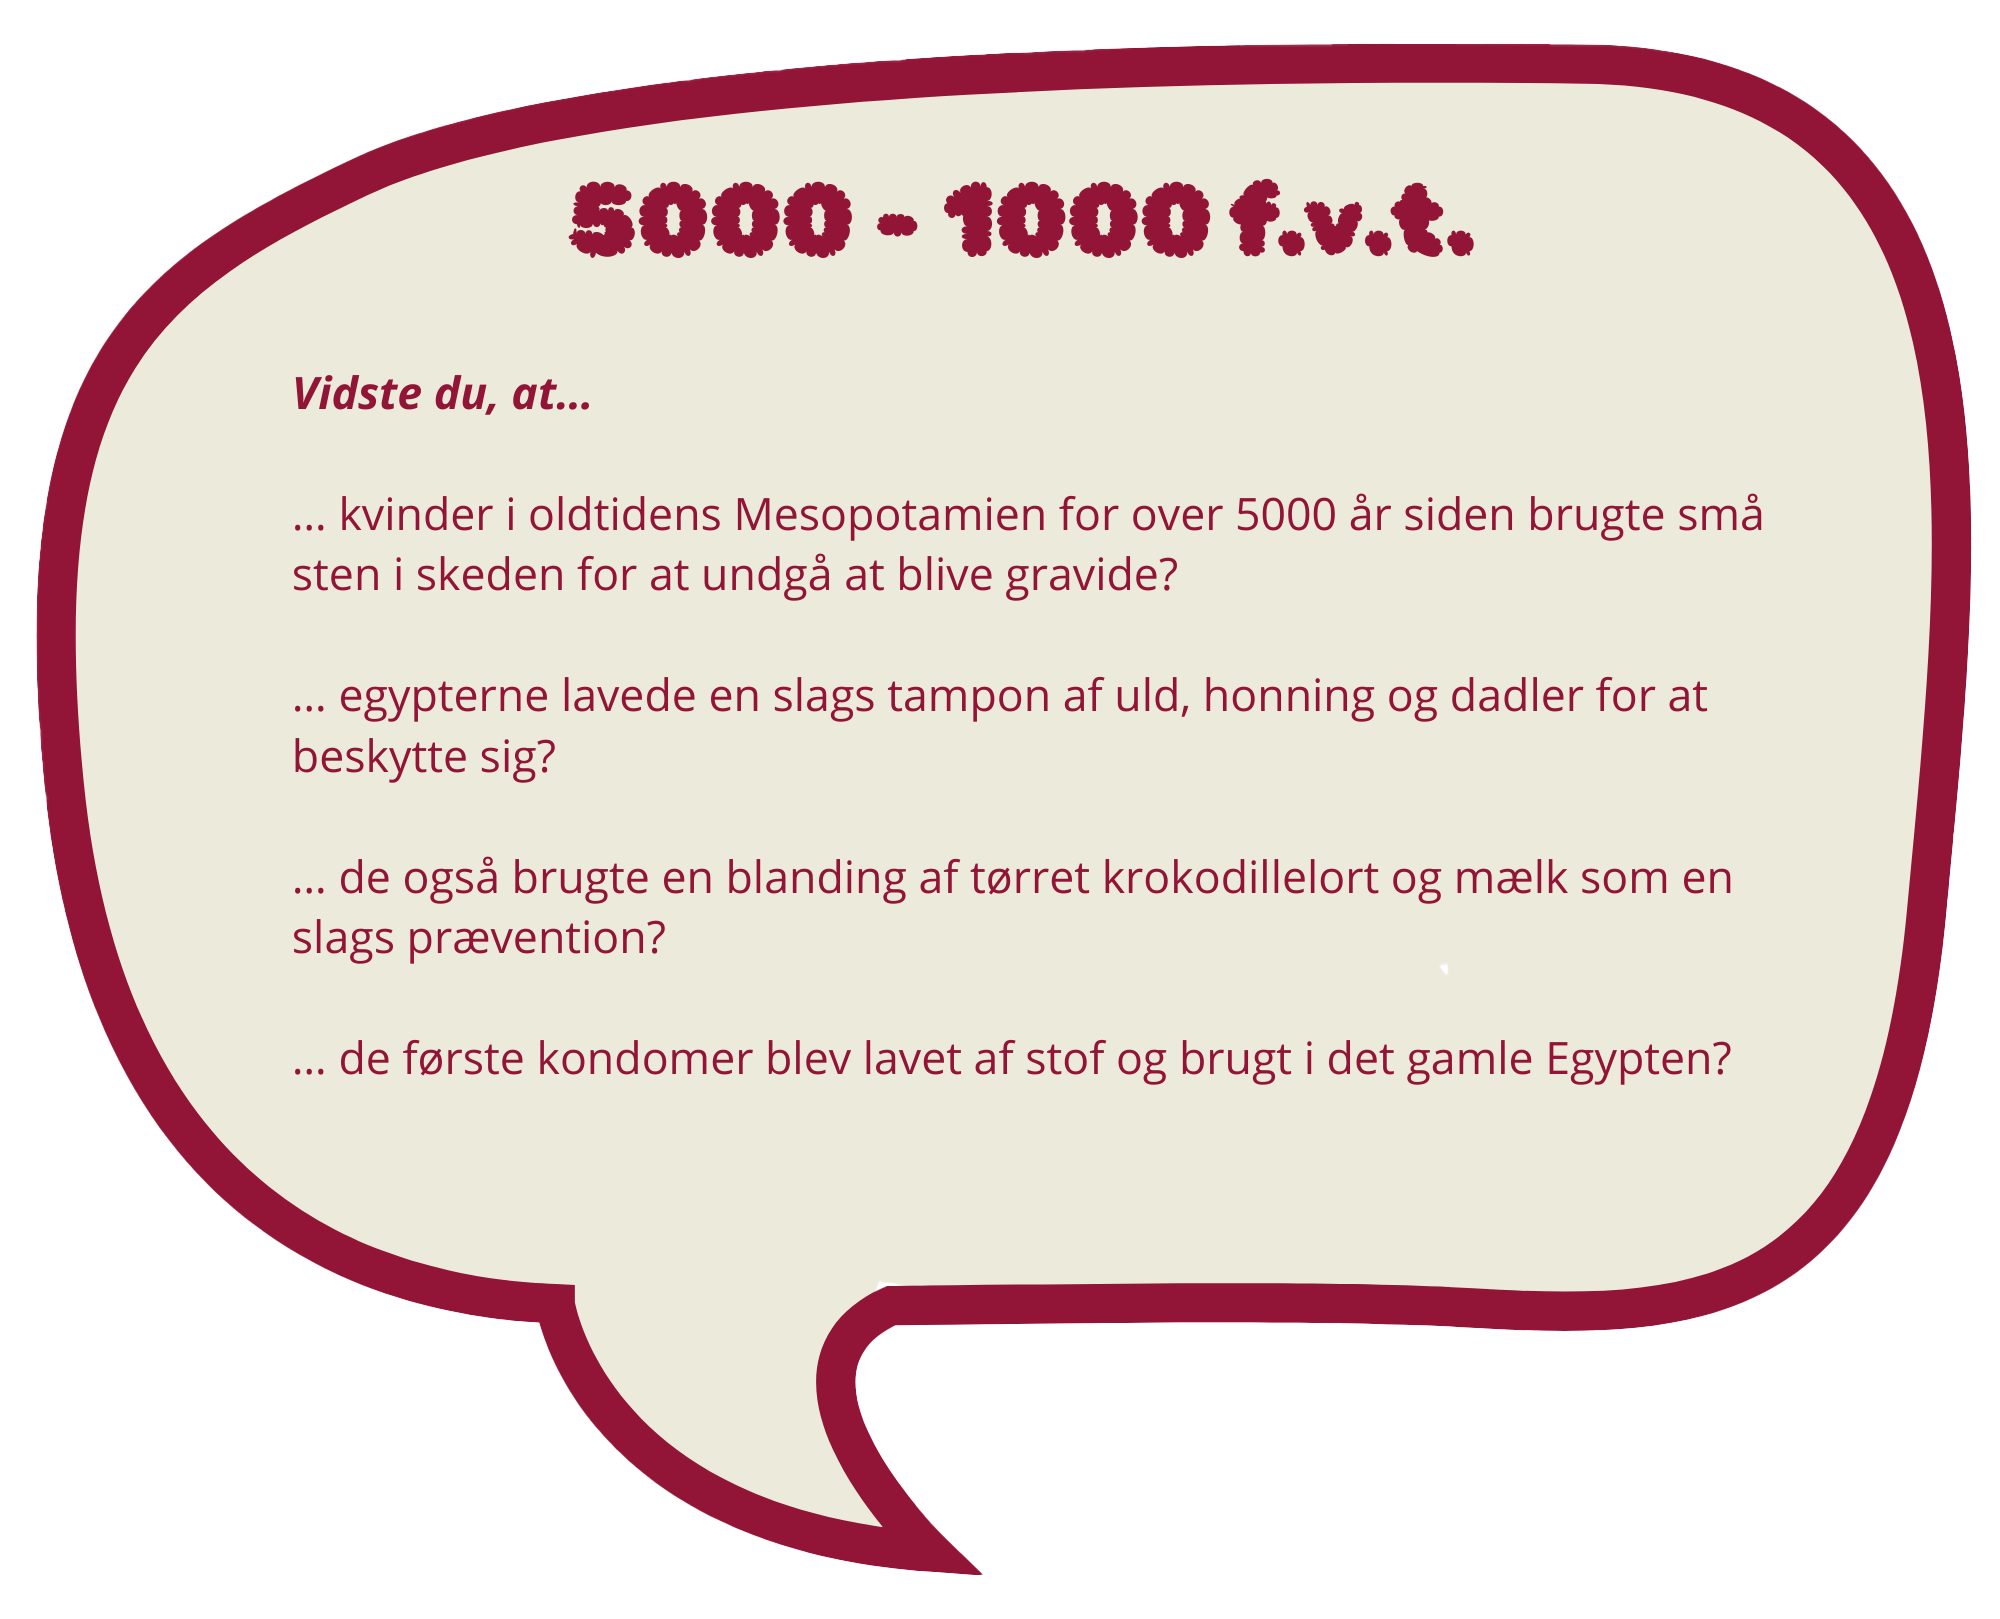 5000 - 1000 f.v.t.
Vidste du, at...
... kvinder i oldtidens Mesopotamien for over 5000 år siden brugte små
sten i skeden for at undgå at blive gravide?
... egypterne lavede en slags tampon af uld, honning og dadler for at
beskytte sig?
... de også brugte en blanding af tørret krokodillelort og mælk som en
slags prævention?
... de første kondomer blev lavet af stof og brugt i det gamle Egypten?